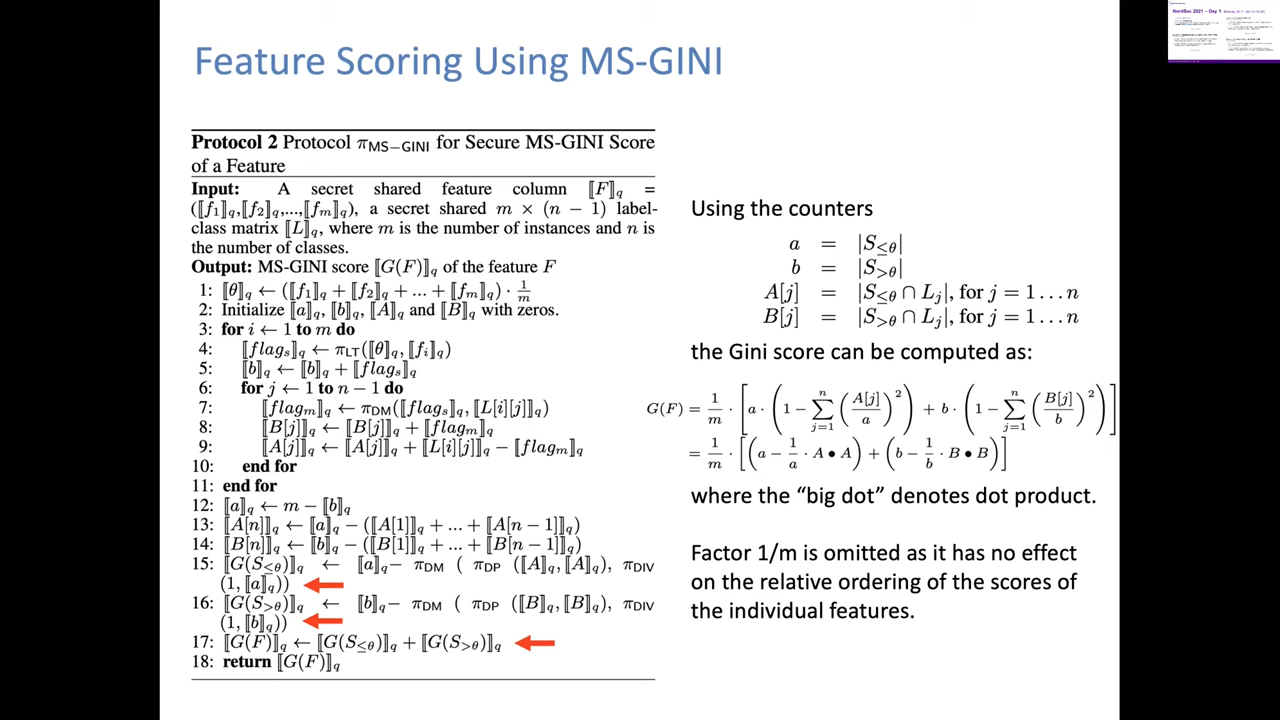 Feature Scoring Using MS-GINI
Protocol 2 Protocol π_MS−GINI for Secure MS-GINI Score
of a Feature
Input: A secret shared feature column ⟦F⟧_q =
(⟦f_1⟧_q,⟦f_2⟧_q,...,⟦f_m⟧_q), a secret shared m × (n − 1) label-
class matrix ⟦L⟧_q, where m is the number of instances and n is
the number of classes.
Output: MS-GINI score ⟦G(F)⟧_q of the feature F
1: ⟦θ⟧_q ← (⟦f_1⟧_q + ⟦f_2⟧_q + ... + ⟦f_m⟧_q) · 1/m
2: Initialize ⟦a⟧_q, ⟦b⟧_q, ⟦A⟧_q and ⟦B⟧_q with zeros.
3: for i ← 1 to m do
4: ⟦flag_s⟧_q ← π_LT(⟦θ⟧_q, ⟦f_i⟧_q)
5: ⟦b⟧_q ← ⟦b⟧_q + ⟦flag_s⟧_q
6: for j ← 1 to n − 1 do
7: ⟦flag_m⟧_q ← π_DM(⟦flag_s⟧_q, ⟦L[i][j]⟧_q)
8: ⟦B[j]⟧_q ← ⟦B[j]⟧_q + ⟦flag_m⟧_q
9: ⟦A[j]⟧_q ← ⟦A[j]⟧_q + ⟦L[i][j]⟧_q − ⟦flag_m⟧_q
10: end for
11: end for
12: ⟦a⟧_q ← m − ⟦b⟧_q
13: ⟦A[n]⟧_q ← ⟦a⟧_q − (⟦A[1]⟧_q + ... + ⟦A[n − 1]⟧_q)
14: ⟦B[n]⟧_q ← ⟦b⟧_q − (⟦B[1]⟧_q + ... + ⟦B[n − 1]⟧_q)
15: ⟦G(S_≤θ)⟧_q ← ⟦a⟧_q − π_DM ( π_DP (⟦A⟧_q, ⟦A⟧_q), π_DIV
(1, ⟦a⟧_q))
16: ⟦G(S_>θ)⟧_q ← ⟦b⟧_q − π_DM ( π_DP (⟦B⟧_q, ⟦B⟧_q), π_DIV
(1, ⟦b⟧_q))
17: ⟦G(F)⟧_q ← ⟦G(S_≤θ)⟧_q + ⟦G(S_>θ)⟧_q
18: return ⟦G(F)⟧_q
Using the counters
a = |S_≤θ|
b = |S_>θ|
A[j] = |S_≤θ ∩ L_j|, for j = 1 . . . n
B[j] = |S_>θ ∩ L_j|, for j = 1 . . . n
the Gini score can be computed as:
G(F) = 1/m · [a · (1 − ∑_{j=1}^{n} (A[j]/a)^2) + b · (1 − ∑_{j=1}^{n} (B[j]/b)^2)]
= 1/m · [(a − 1/a · A • A) + (b − 1/b · B • B)]
where the “big dot” denotes dot product.
Factor 1/m is omitted as it has no effect
on the relative ordering of the scores of
the individual features.
NordSec 2021 – Day 1,